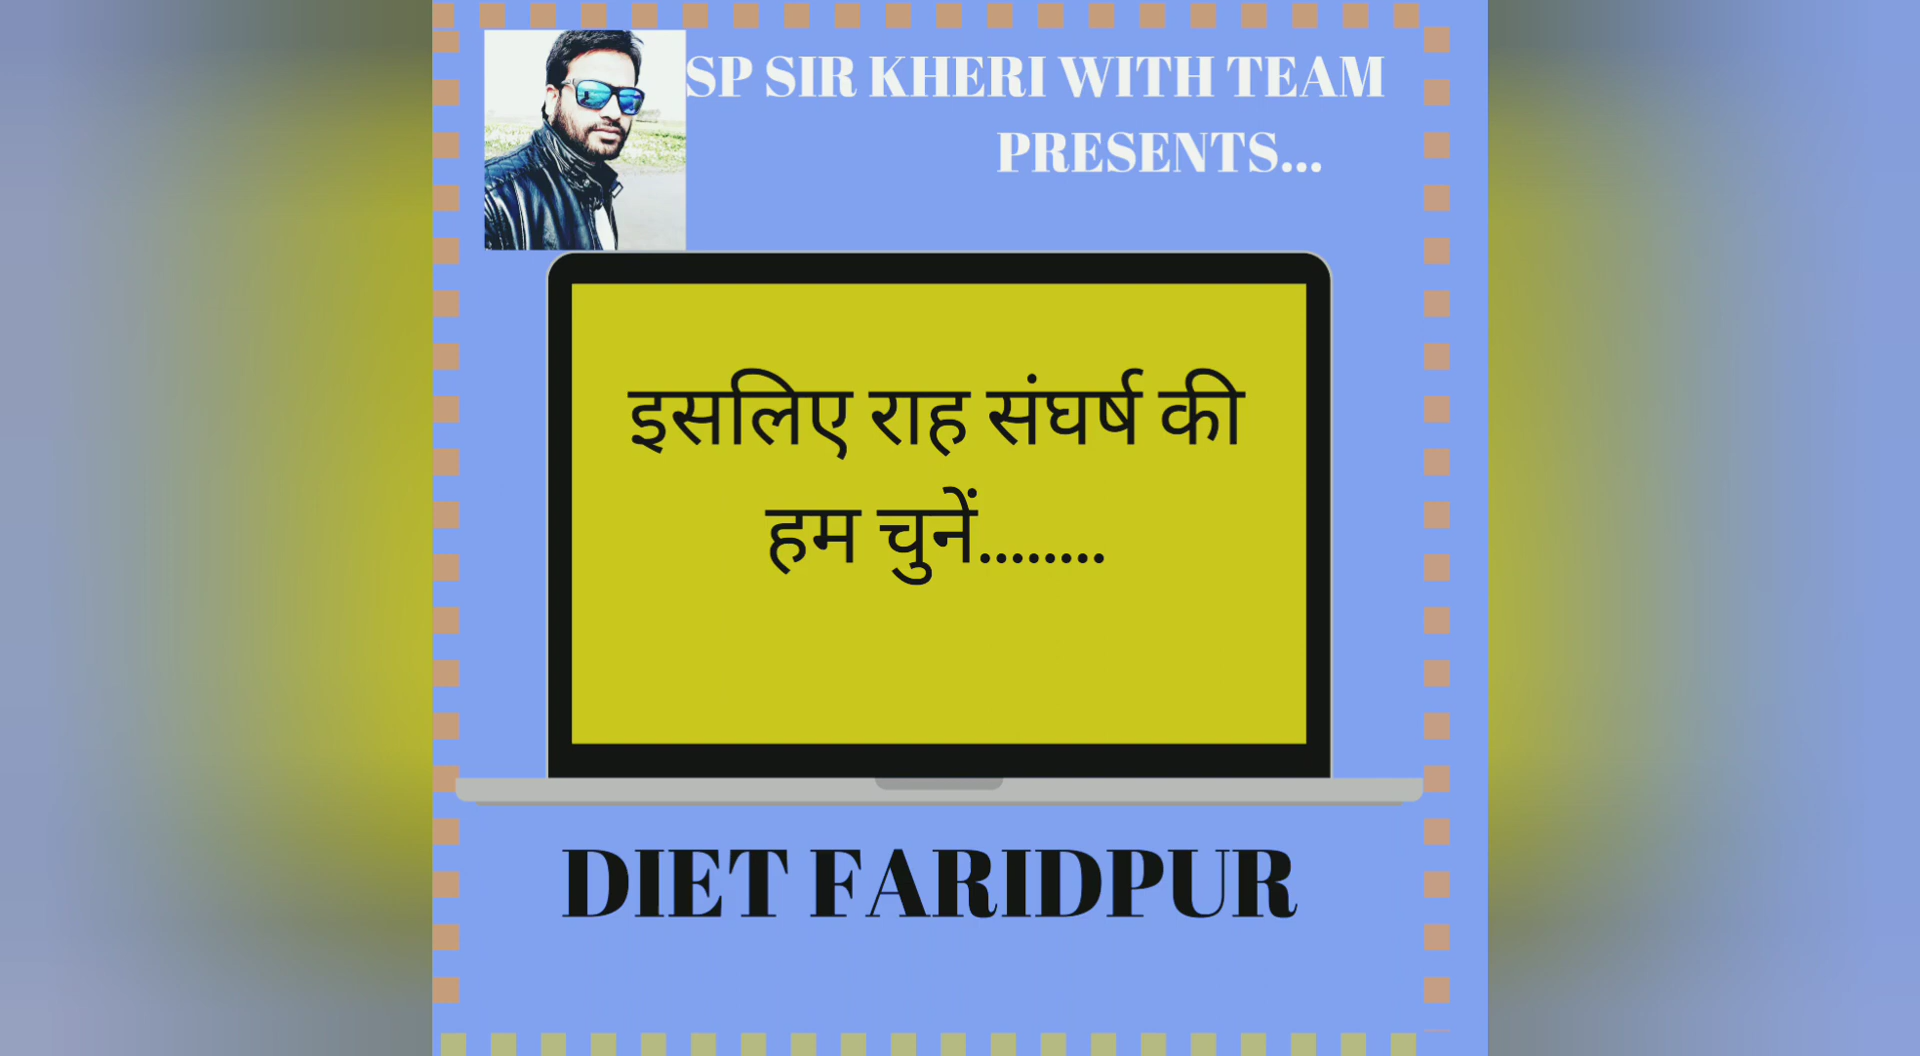 SP SIR KHERI WITH TEAM
PRESENTS...
इसलिए राह संघर्ष की
हम चुनें........
DIET FARIDPUR